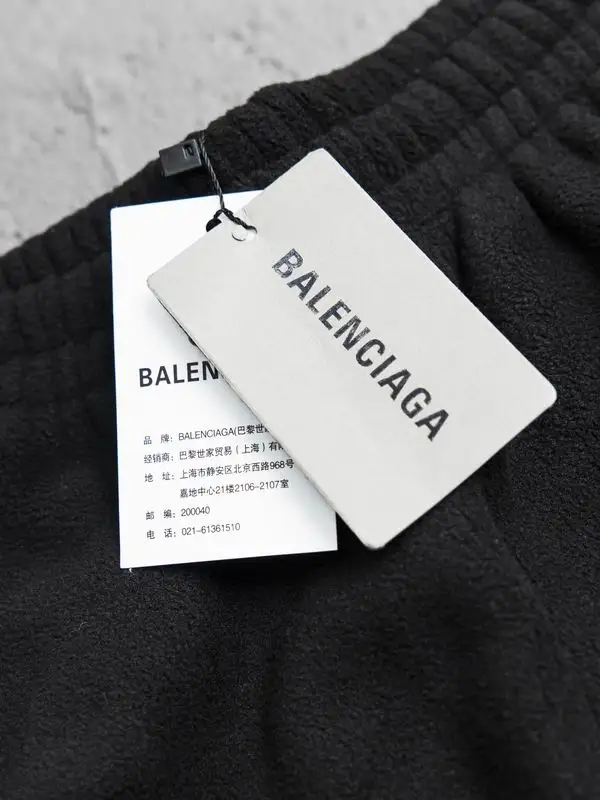 BALENCIAGA
BALEN
品 牌: BALENCIAGA(巴黎世
经销商: 巴黎世家贸易(上海)有
地 址: 上海市静安区北京西路968号
嘉地中心21楼2106-2107室
邮 编: 200040
电 话: 021-61361510